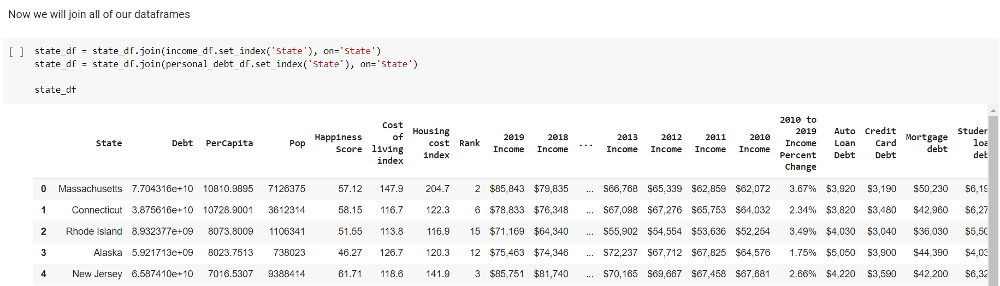 Now we will join all of our dataframes
[ ] state_df = state_df.join(income_df.set_index('State'), on='State')
state_df = state_df.join(personal_debt_df.set_index('State'), on='State')
state_df
State Debt PerCapita Pop Happiness Score Cost of living index Housing cost index Rank 2019 Income 2018 Income ... 2013 Income 2012 Income 2011 Income 2010 Income 2010 to 2019 Income Percent Change Auto Loan Debt Credit Card Debt Mortgage debt
0 Massachusetts 7.704316e+10 10810.9895 7126375 57.12 147.9 204.7 2 $85,843 $79,835 ... $66,768 $65,339 $62,859 $62,072 3.67% $3,920 $3,190 $50,230 $6,19
1 Connecticut 3.875616e+10 10728.9001 3612314 58.15 116.7 122.3 6 $78,833 $76,348 ... $67,098 $67,276 $65,753 $64,032 2.34% $3,820 $3,480 $42,960 $6,27
2 Rhode Island 8.932377e+09 8073.8009 1106341 51.55 113.8 116.9 15 $71,169 $64,340 ... $55,902 $54,554 $53,636 $52,254 3.49% $4,030 $3,040 $36,030 $5,50
3 Alaska 5.921713e+09 8023.7513 738023 46.27 126.7 120.3 12 $75,463 $74,346 ... $72,237 $67,712 $67,825 $64,576 1.75% $5,050 $3,900 $44,390 $4,03
4 New Jersey 6.587410e+10 7016.5307 9388414 61.71 118.6 141.9 3 $85,751 $81,740 ... $70,165 $69,667 $67,458 $67,681 2.66% $4,220 $3,590 $42,200 $6,32